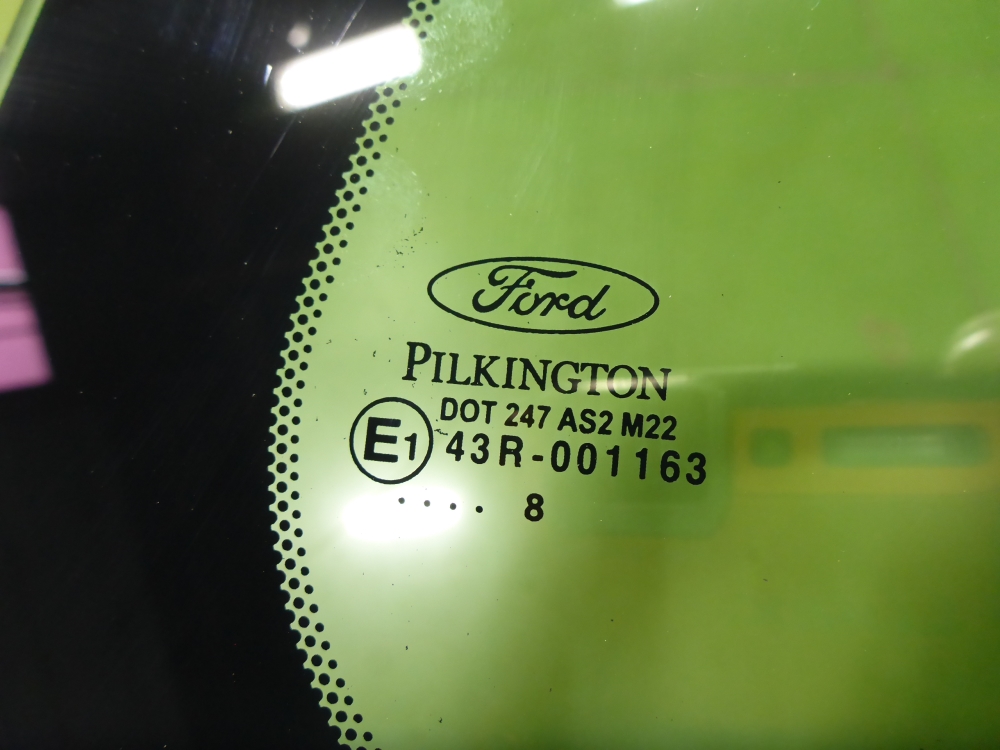 Ford
PILKINGTON
DOT 247 AS2 M22
E1 43R-001163
.... 8